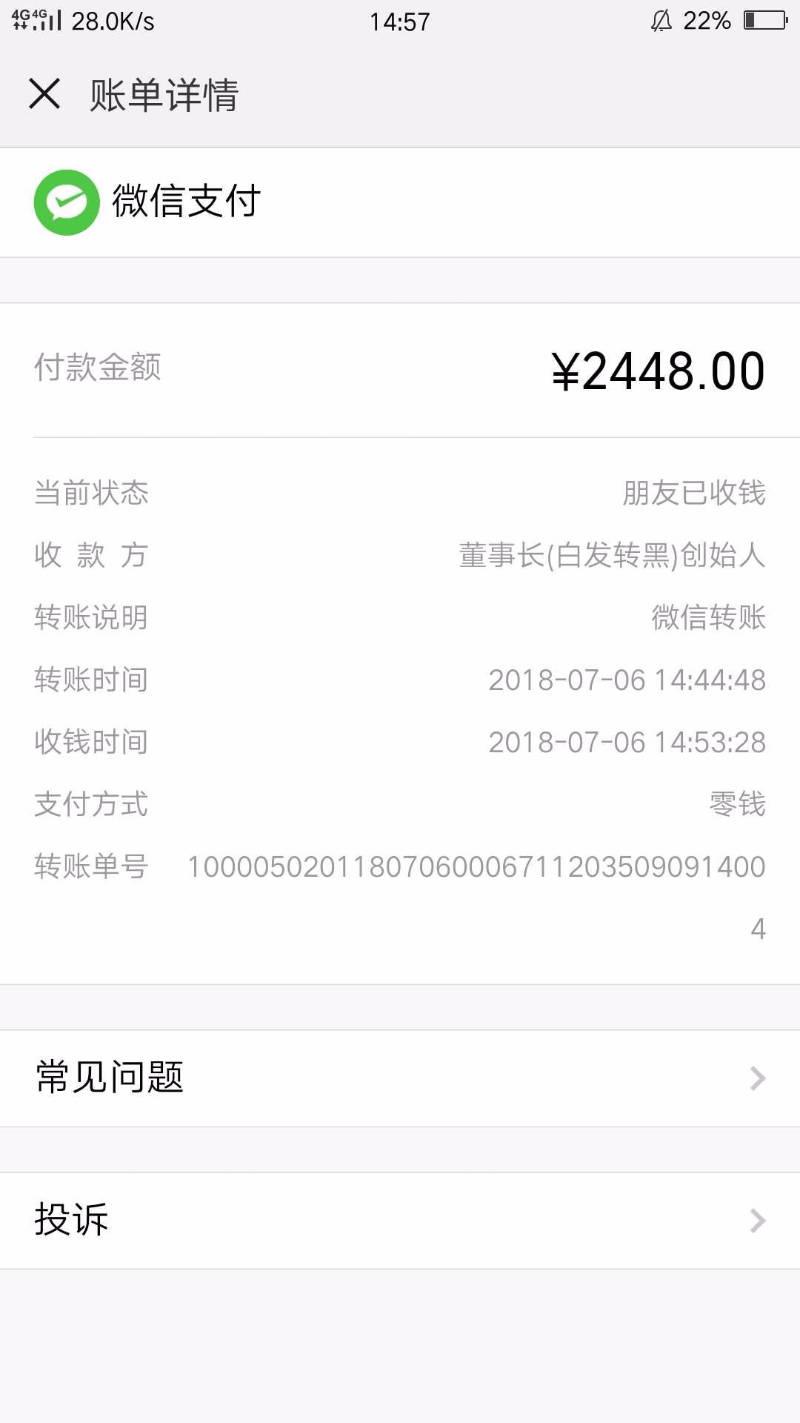 4G 4G 28.0K/s 14:57 22%
账单详情
微信支付
付款金额 ¥2448.00
当前状态 朋友已收钱
收款方 董事长(白发转黑)创始人
转账说明 微信转账
转账时间 2018-07-06 14:44:48
收钱时间 2018-07-06 14:53:28
支付方式 零钱
转账单号 10000502011807060006711203509091400
4
常见问题
投诉